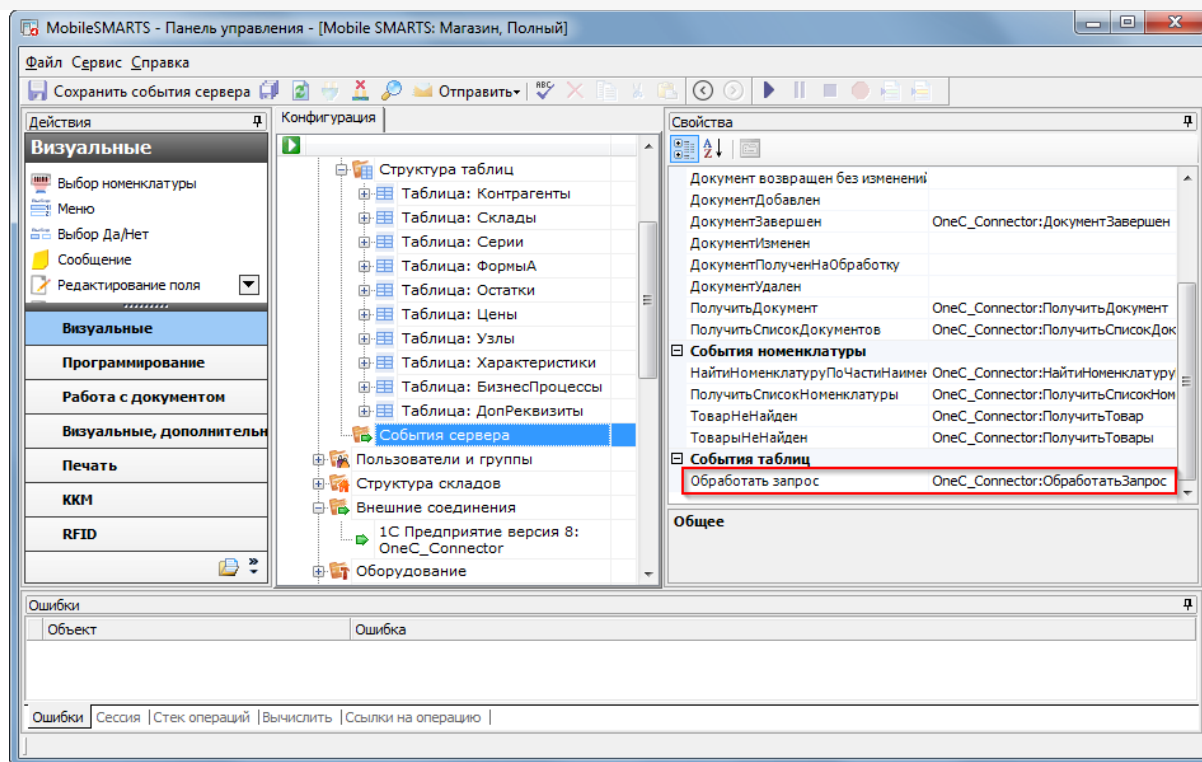 MobileSMARTS - Панель управления - [Mobile SMARTS: Магазин, Полный]
Файл Сервис Справка
Сохранить события сервера Отправить
Действия
Визуальные
Выбор номенклатуры
Меню
Выбор Да/Нет
Сообщение
Редактирование поля
Визуальные
Программирование
Работа с документом
Визуальные, дополнительн
Печать
ККМ
RFID
Конфигурация
Структура таблиц
Таблица: Контрагенты
Таблица: Склады
Таблица: Серии
Таблица: ФормыА
Таблица: Остатки
Таблица: Цены
Таблица: Узлы
Таблица: Характеристики
Таблица: БизнесПроцессы
Таблица: ДопРеквизиты
События сервера
Пользователи и группы
Структура складов
Внешние соединения
1С Предприятие версия 8:
OneC_Connector
Оборудование
Свойства
Документ возвращен без изменений
ДокументДобавлен
ДокументЗавершен OneC_Connector:ДокументЗавершен
ДокументИзменен
ДокументПолученНаОбработку
ДокументУдален
ПолучитьДокумент OneC_Connector:ПолучитьДокумент
ПолучитьСписокДокументов OneC_Connector:ПолучитьСписокДок
События номенклатуры
НайтиНоменклатуруПоЧастиНаимен OneC_Connector:НайтиНоменклатуру
ПолучитьСписокНоменклатуры OneC_Connector:ПолучитьСписокНом
ТоварНеНайден OneC_Connector:ПолучитьТовар
ТоварыНеНайден OneC_Connector:ПолучитьТовары
События таблиц
Обработать запрос OneC_Connector:ОбработатьЗапрос
Общее
Ошибки
Объект Ошибка
Ошибки Сессия Стек операций Вычислить Ссылки на операцию